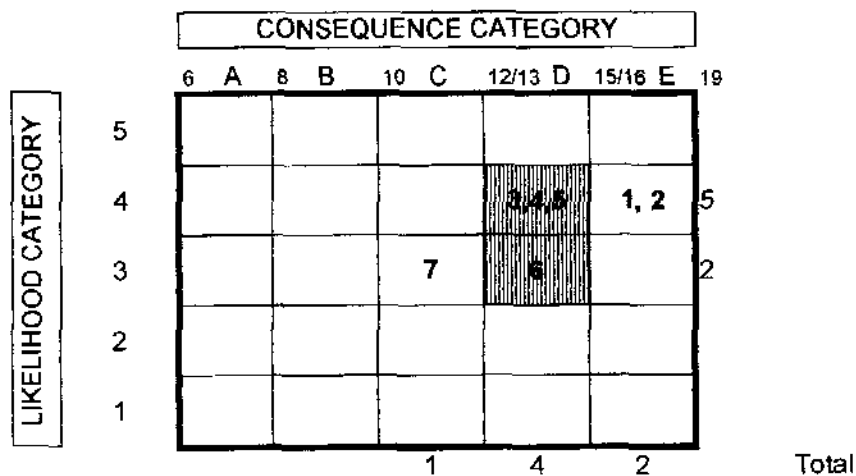 CONSEQUENCE CATEGORY
6 A 8 B 10 C 12/13 D 15/16 E 19
LIKELIHOOD CATEGORY
5
4 3,4,5 1, 2 5
3 7 6 2
2
1
1 4 2 Total